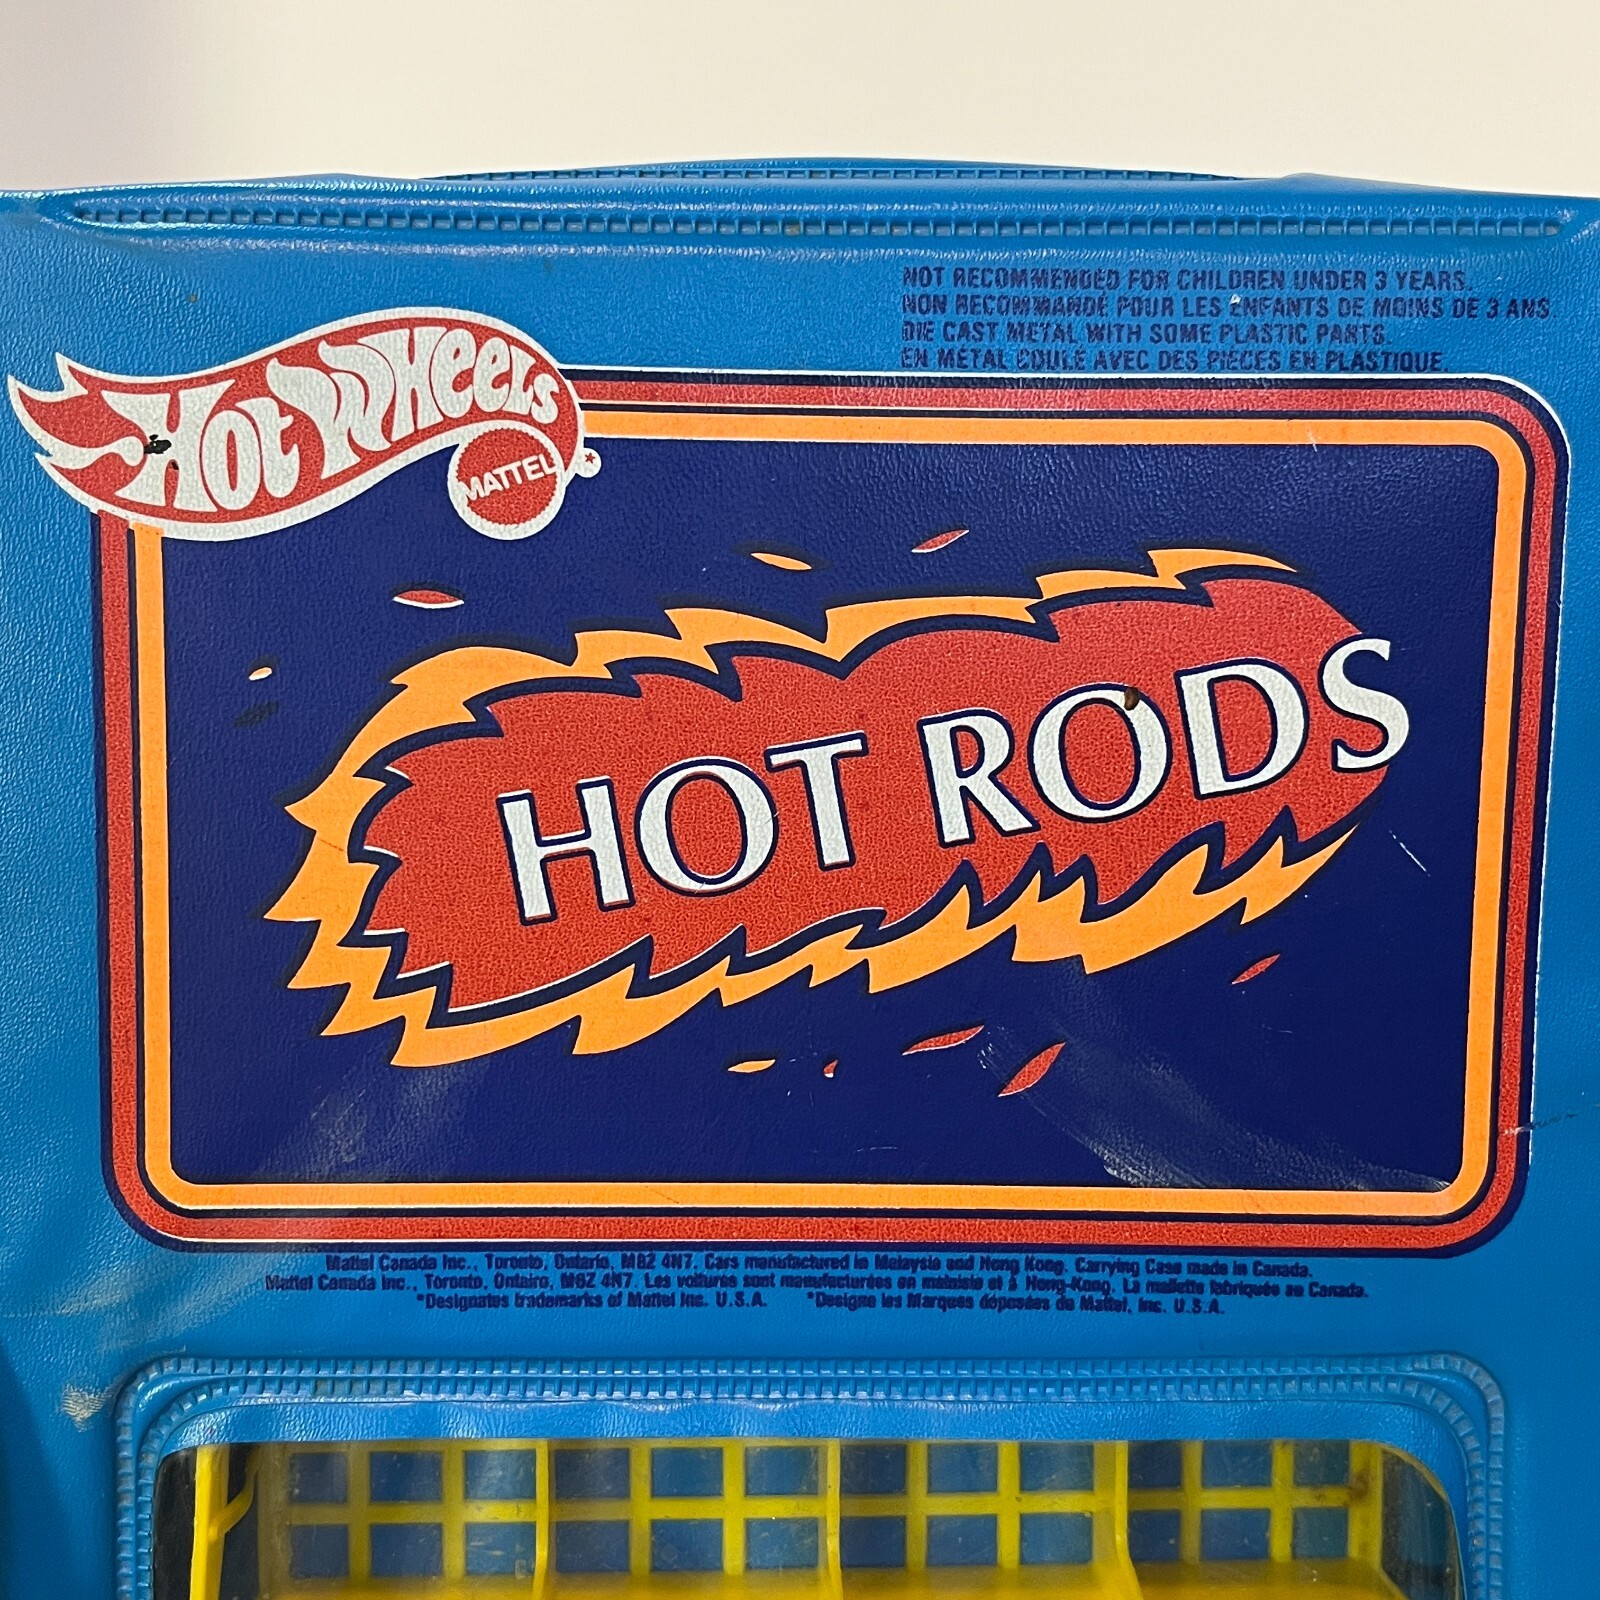 NOT RECOMMENDED FOR CHILDREN UNDER 3 YEARS.
NON RECOMMANDÉ POUR LES ENFANTS DE MOINS DE 3 ANS.
DIE CAST METAL WITH SOME PLASTIC PARTS.
EN MÉTAL COULÉ AVEC DES PIÈCES EN PLASTIQUE.
HOT WHEELS
MATTEL
HOT RODS
Mattel Canada Inc., Toronto, Ontario, M8Z 4N7. Cars manufactured in Malaysia and Hong Kong. Carrying Case made in Canada.
Mattel Canada Inc., Toronto, Ontairo, M8Z 4N7. Les voitures sont manufacturées en malaisie et à Hong-Kong. La mallette fabriquée au Canada.
*Designates trademarks of Mattel Inc. U.S.A. *Designe les Marques déposées de Mattel, Inc. U.S.A.